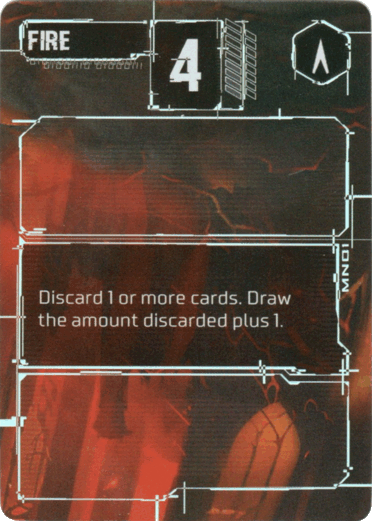 FIRE
4
Discard 1 or more cards. Draw
the amount discarded plus 1.
MN01